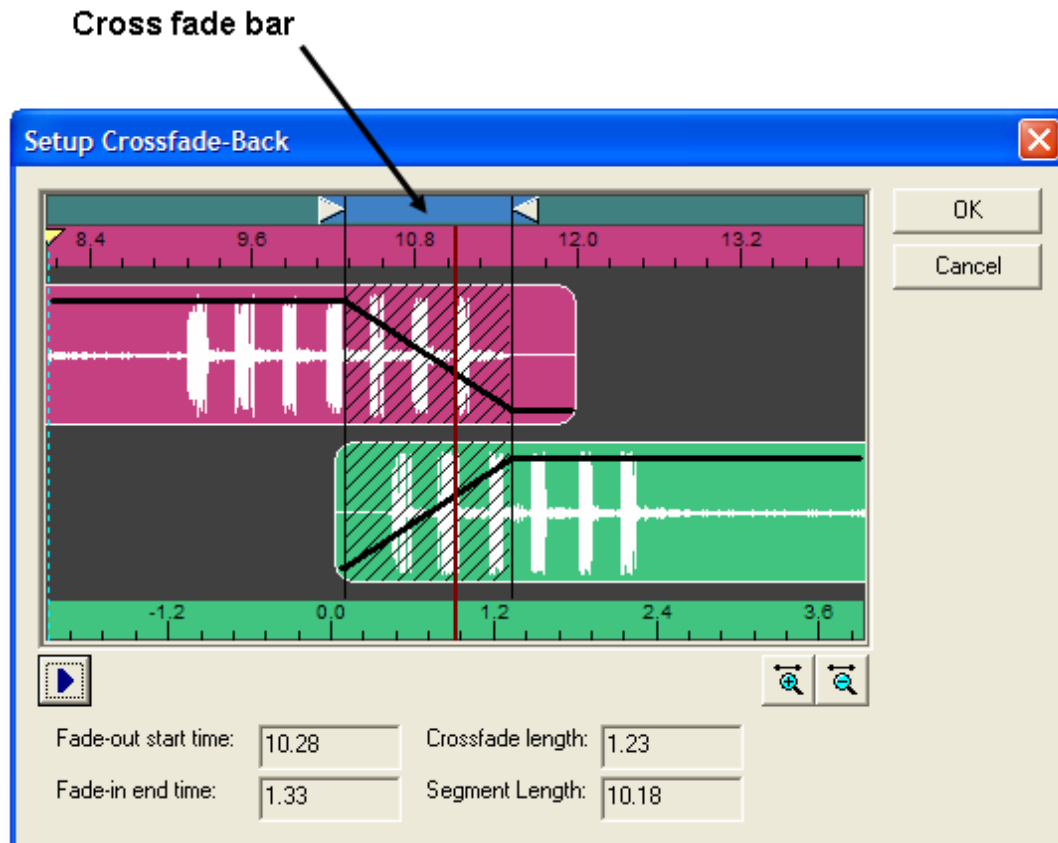 Cross fade bar
Setup Crossfade-Back
OK
Cancel
8.4 9.6 10.8 12.0 13.2
-1.2 0.0 1.2 2.4 3.6
Fade-out start time: 10.28 Crossfade length: 1.23
Fade-in end time: 1.33 Segment Length: 10.18